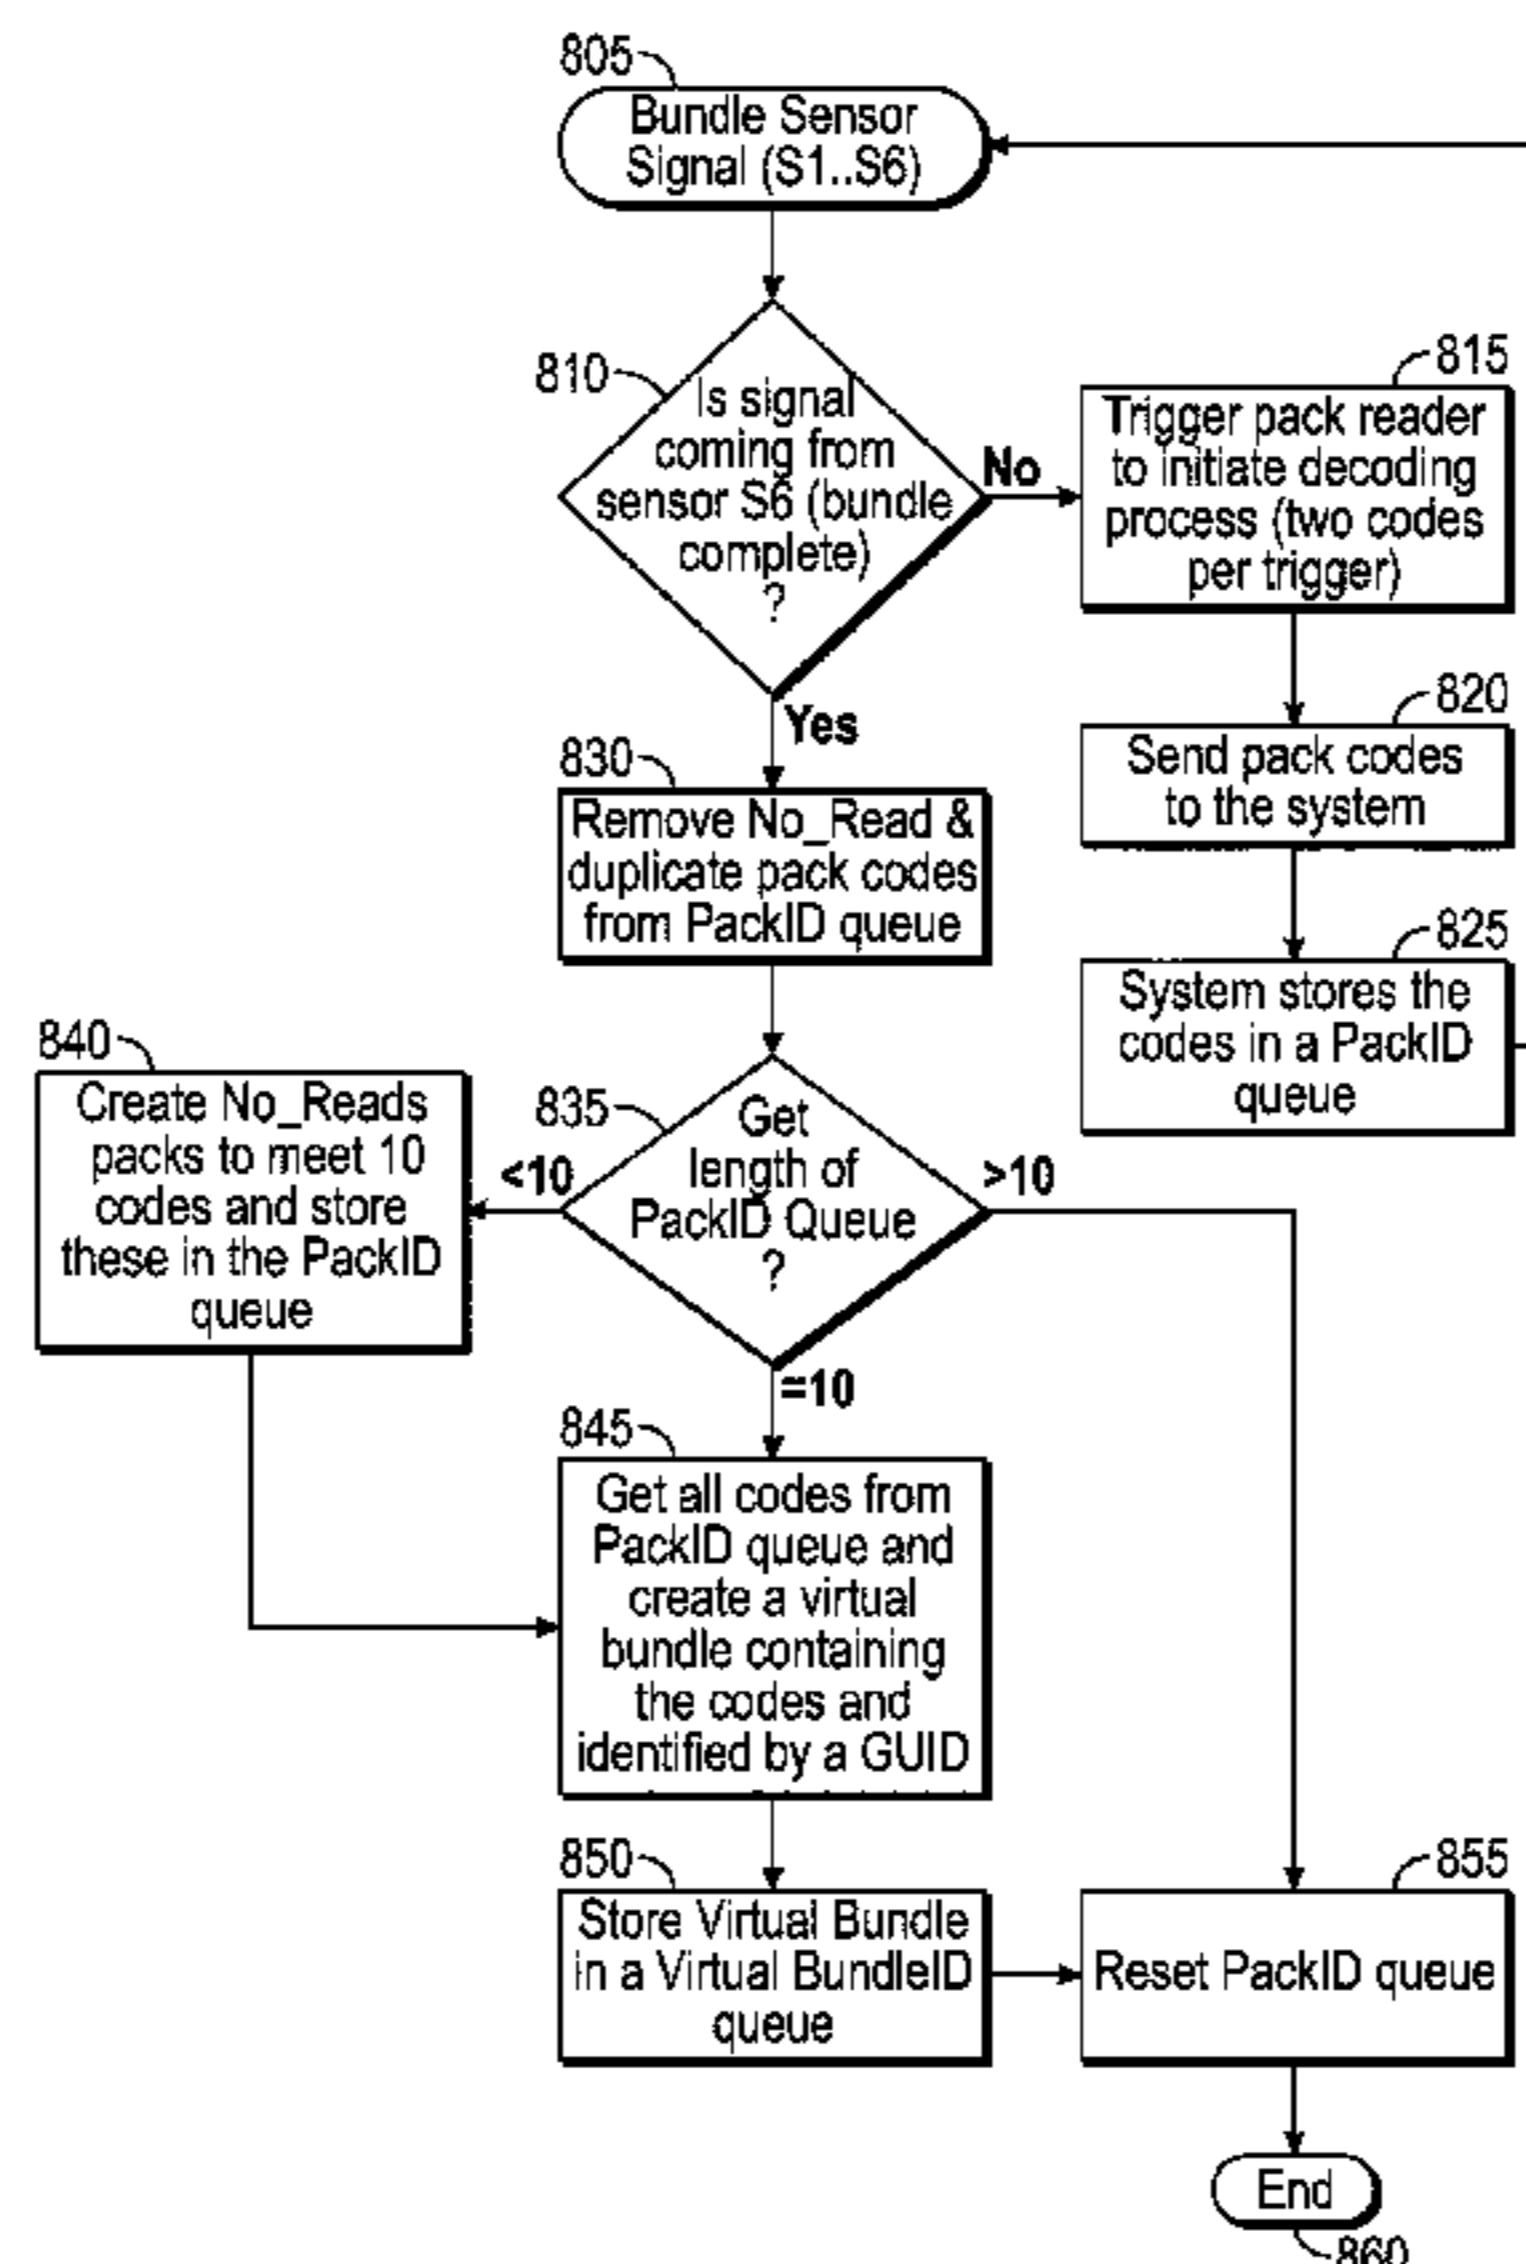 805
Bundle Sensor
Signal (S1..S6)
810
Is signal
coming from
sensor S6 (bundle
complete)
?
No
Yes
815
Trigger pack reader
to initiate decoding
process (two codes
per trigger)
820
Send pack codes
to the system
825
System stores the
codes in a PackID
queue
830
Remove No_Read &
duplicate pack codes
from PackID queue
835
Get
length of
PackID Queue
?
<10
>10
=10
840
Create No_Reads
packs to meet 10
codes and store
these in the PackID
queue
845
Get all codes from
PackID queue and
create a virtual
bundle containing
the codes and
identified by a GUID
850
Store Virtual Bundle
in a Virtual BundleID
queue
855
Reset PackID queue
End
860